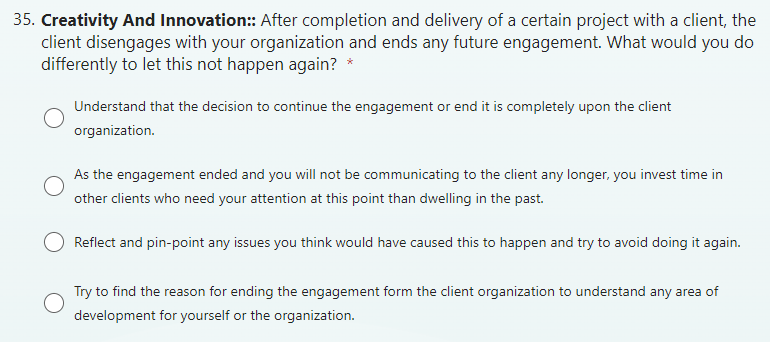 35. Creativity And Innovation:: After completion and delivery of a certain project with a client, the
client disengages with your organization and ends any future engagement. What would you do
differently to let this not happen again? *
Understand that the decision to continue the engagement or end it is completely upon the client
organization.
As the engagement ended and you will not be communicating to the client any longer, you invest time in
other clients who need your attention at this point than dwelling in the past.
Reflect and pin-point any issues you think would have caused this to happen and try to avoid doing it again.
Try to find the reason for ending the engagement form the client organization to understand any area of
development for yourself or the organization.